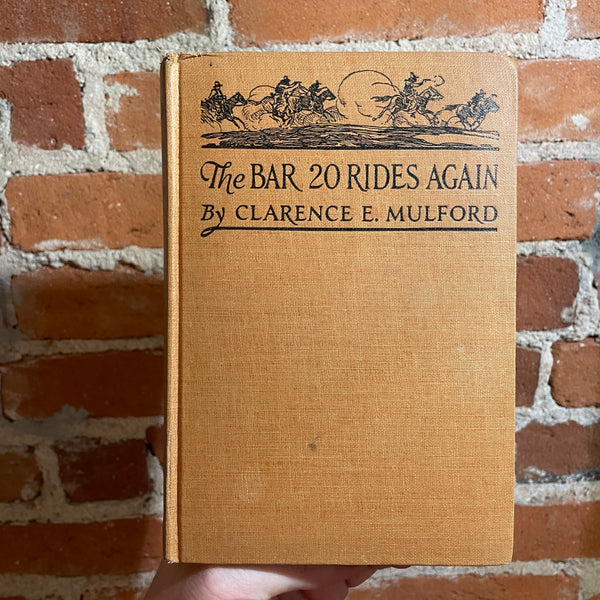 The BAR 20 RIDES AGAIN
By CLARENCE E. MULFORD